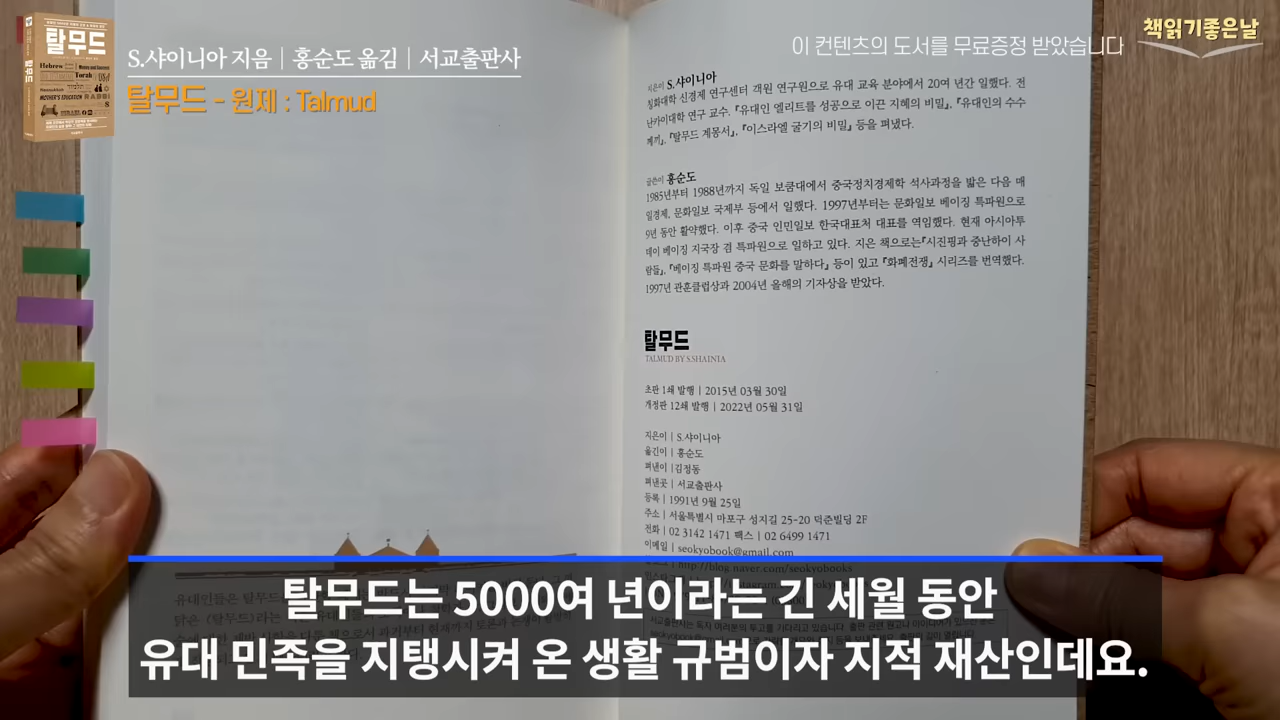 탈무드
Hebrew
Torah
MOTHER'S EDUCATION
RABBI
탈무드
S.샤이니아 지음 | 홍순도 옮김 | 서교출판사
탈무드 - 원제 : Talmud
이 컨텐츠의 도서를 무료증정 받았습니다
책읽기좋은날
지은이 S.샤이니아
칭화대학 신경제 연구센터 객원 연구원으로 유대 교육 분야에서 20여 년간 일했다. 전
난카이대학 연구 교수. 『유대인 엘리트를 성공으로 이끈 지혜의 비밀』, 『유대인의 수수
께끼』, 『탈무드 계몽서』, 『이스라엘 굴기의 비밀』 등을 펴냈다.
글쓴이 홍순도
1985년부터 1988년까지 독일 보쿰대에서 중국정치경제학 석사과정을 밟은 다음 매
일경제, 문화일보 국제부 등에서 일했다. 1997년부터는 문화일보 베이징 특파원으로
9년 동안 활약했다. 이후 중국 인민일보 한국대표처 대표를 역임했다. 현재 아시아투
데이 베이징 지국장 겸 특파원으로 일하고 있다. 지은 책으로는『시진핑과 중난하이 사
람들』, 『베이징 특파원 중국 문화를 말하다』 등이 있고 『화폐전쟁』 시리즈를 번역했다.
1997년 관훈클럽상과 2004년 올해의 기자상을 받았다.
탈무드
TALMUD BY S.SHAINIA
초판 1쇄 발행 | 2015년 03월 30일
개정판 12쇄 발행 | 2022년 05월 31일
지은이 | S.샤이니아
옮긴이 | 홍순도
펴낸이 | 김정동
펴낸곳 | 서교출판사
등록 | 1991년 9월 25일
주소 | 서울특별시 마포구 성지길 25-20 덕준빌딩 2F
전화 | 02 3142 1471 팩스 | 02 6499 1471
이메일 | seokyobook@gmail.com
http://blog.naver.com/seokyobooks
탈무드는 5000여 년이라는 긴 세월 동안
유대 민족을 지탱시켜 온 생활 규범이자 지적 재산인데요.